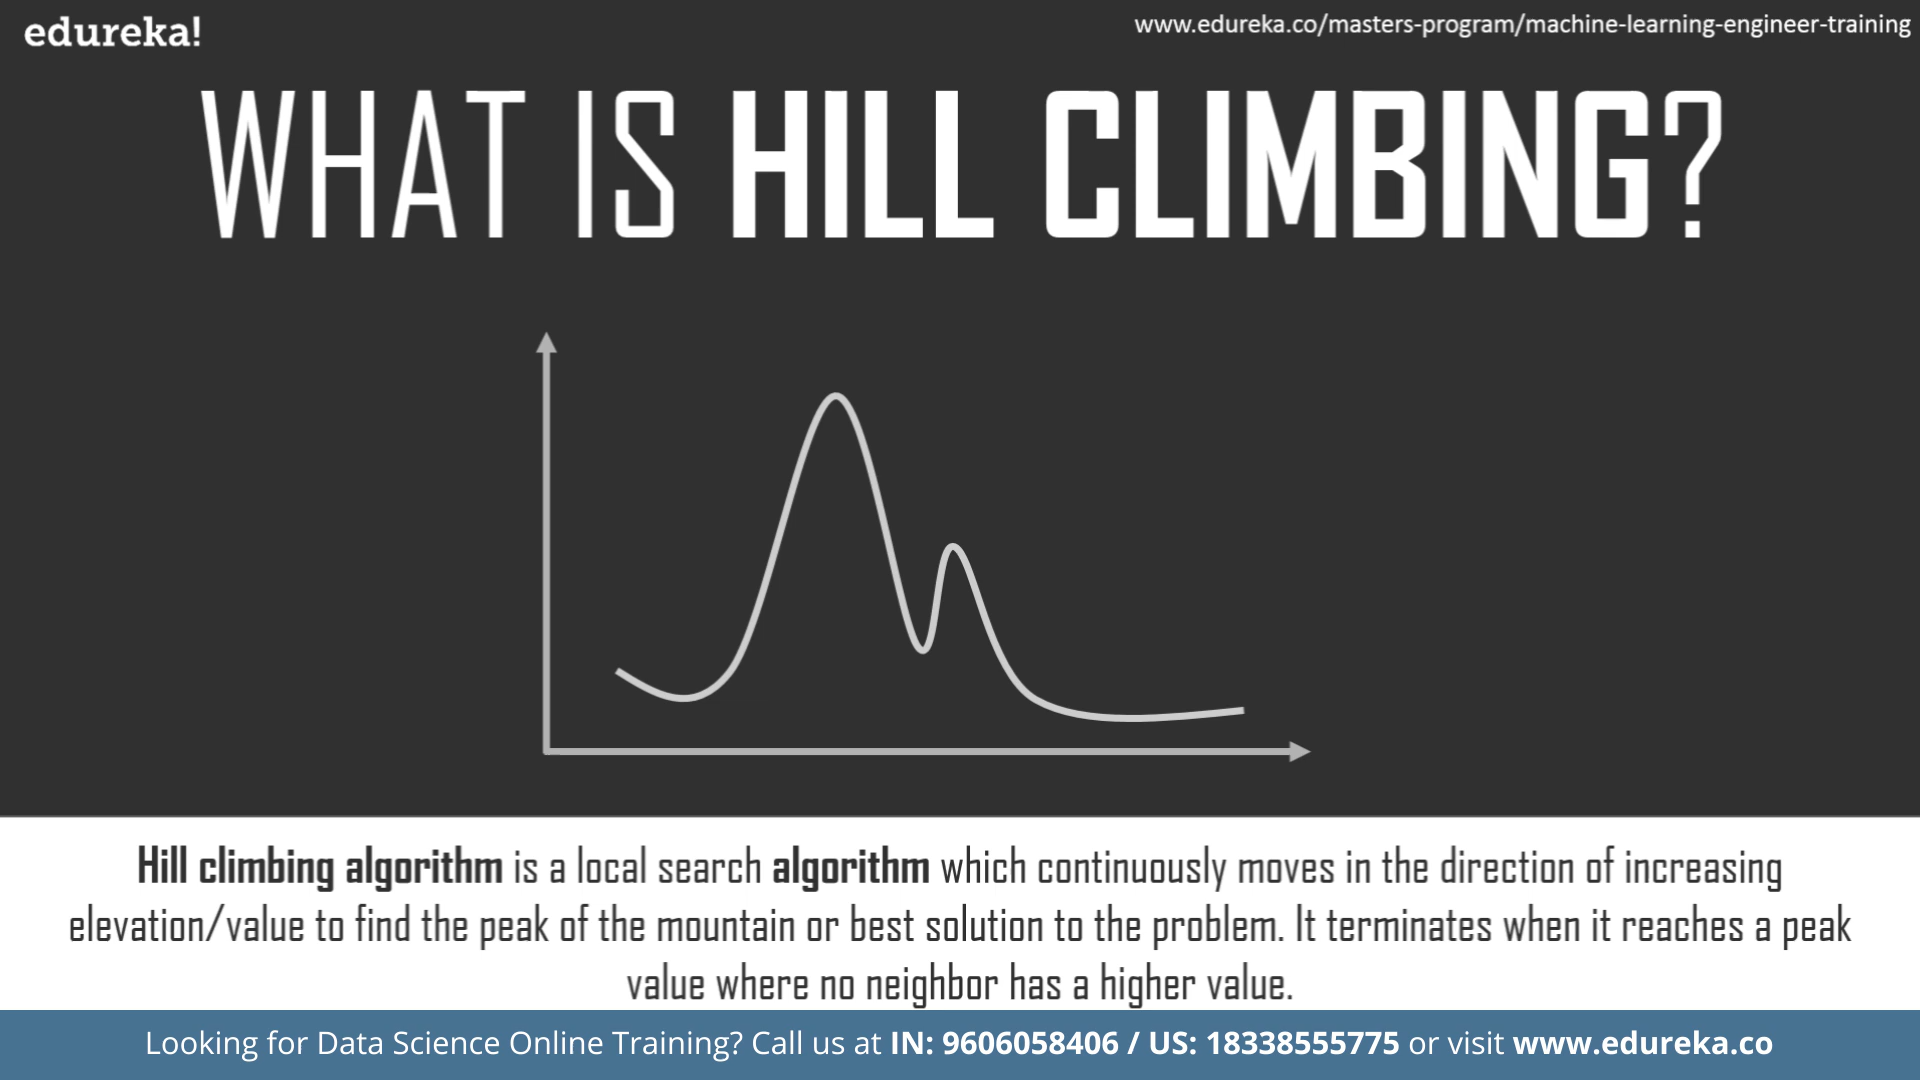 edureka!
www.edureka.co/masters-program/machine-learning-engineer-training
WHAT IS HILL CLIMBING?
Hill climbing algorithm is a local search algorithm which continuously moves in the direction of increasing
elevation/value to find the peak of the mountain or best solution to the problem. It terminates when it reaches a peak
value where no neighbor has a higher value.
Looking for Data Science Online Training? Call us at IN: 9606058406 / US: 18338555775 or visit www.edureka.co